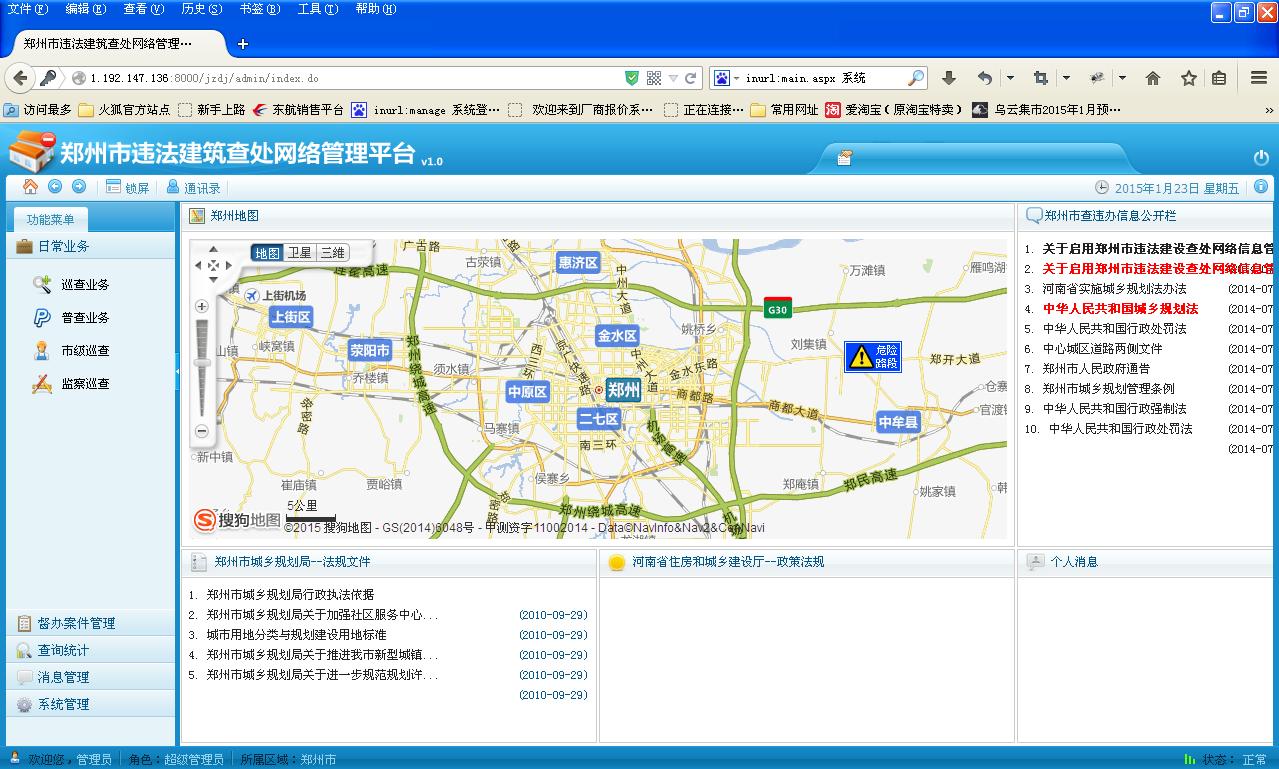 文件(F) 编辑(E) 查看(V) 历史(S) 书签(B) 工具(T) 帮助(H)
郑州市违法建筑查处网络管理… +
1.192.147.136:8000/jzdj/admin/index.do
inurl:main.aspx 系统
访问最多 火狐官方站点 新手上路 东航销售平台 inurl:manage 系统登… 欢迎来到厂商报价系… 正在连接… 常用网址 爱淘宝(原淘宝特卖) 乌云集市2015年1月预… »
郑州市违法建筑查处网络管理平台 v1.0
锁屏 通讯录
2015年1月23日 星期五
功能菜单
日常业务
巡查业务
普查业务
市级巡查
监察巡查
督办案件管理
查询统计
消息管理
系统管理
郑州地图
地图 卫星 三维
广古路
古荥镇
惠济区
中州大道
万滩镇
雁鸣湖
连霍高速
上街机场
上街区
G30
金水区
姚桥乡
刘集镇
危险路段
郑开大道
山镇
峡窝镇
荥阳市
须水镇
乔楼镇
郑州绕城高速
西三环
京广快速路
中州大道
金水东路
中原区
郑州
商都路
商都大道
仓寨
官渡
二七区
中牟县
马寨镇
南三环
机场高速
新中镇
崔庙镇
贾峪镇
侯寨乡
郑庵镇
郑民高速
姚家镇
郑州绕城高速
5公里
搜狗地图
©2015 搜狗地图 - GS(2014)6048号 - 甲测资字11002014 - Data©NavInfo&Nav2&CenNavi
郑州市查违办信息公开栏
1. 关于启用郑州市违法建设查处网络信息管
2. 关于启用郑州市违法建设查处网络信息管
3. 河南省实施城乡规划法办法 (2014-07
4. 中华人民共和国城乡规划法 (2014-07
5. 中华人民共和国行政处罚法 (2014-07
6. 中心城区道路两侧文件 (2014-07
7. 郑州市人民政府通告 (2014-07
8. 郑州市城乡规划管理条例 (2014-07
9. 中华人民共和国行政强制法 (2014-07
10. 中华人民共和国行政处罚法 (2014-07
(2014-07
郑州市城乡规划局--法规文件
1. 郑州市城乡规划局行政执法依据
2. 郑州市城乡规划局关于加强社区服务中心... (2010-09-29)
3. 城市用地分类与规划建设用地标准 (2010-09-29)
4. 郑州市城乡规划局关于推进我市新型城镇... (2010-09-29)
5. 郑州市城乡规划局关于进一步规范规划许... (2010-09-29)
(2010-09-29)
河南省住房和城乡建设厅--政策法规
个人消息
欢迎您,管理员 角色:超级管理员 所属区域:郑州市
状态: 正常